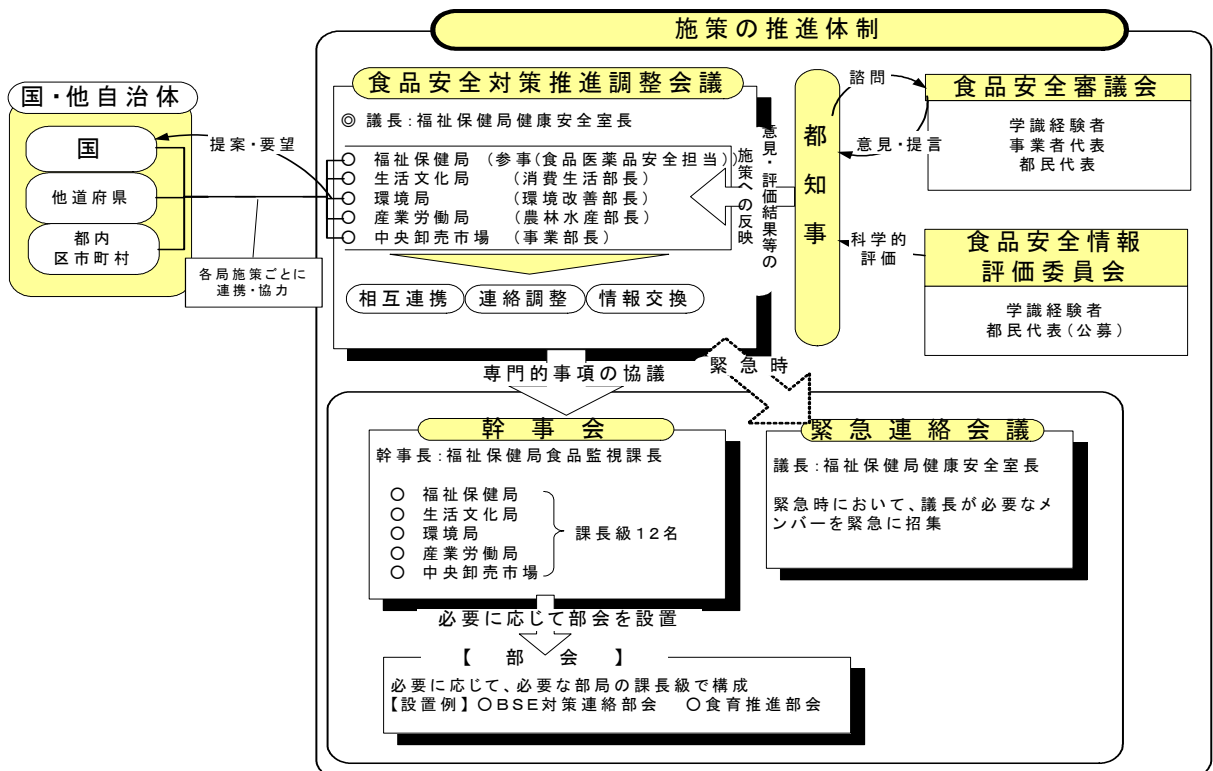 施策の推進体制
国・他自治体
国
他道府県
都内
区市町村
提案・要望
各局施策ごとに
連携・協力
食品安全対策推進調整会議
◎ 議長：福祉保健局健康安全室長
○ 福祉保健局 （参事（食品医薬品安全担当））
○ 生活文化局 （消費生活部長）
○ 環境局 （環境改善部長）
○ 産業労働局 （農林水産部長）
○ 中央卸売市場 （事業部長）
相互連携
連絡調整
情報交換
意見・評価結果等の
施策への反映
都知事
諮問
意見・提言
科学的
評価
食品安全審議会
学識経験者
事業者代表
都民代表
食品安全情報
評価委員会
学識経験者
都民代表（公募）
専門的事項の協議
緊急時
幹事会
幹事長：福祉保健局食品監視課長
○ 福祉保健局
○ 生活文化局
○ 環境局
○ 産業労働局
○ 中央卸売市場
課長級１２名
緊急連絡会議
議長：福祉保健局健康安全室長
緊急時において、議長が必要なメ
ンバーを緊急に招集
必要に応じて部会を設置
【 部 会 】
必要に応じて、必要な部局の課長級で構成
【設置例】○ＢＳＥ対策連絡部会 ○食育推進部会